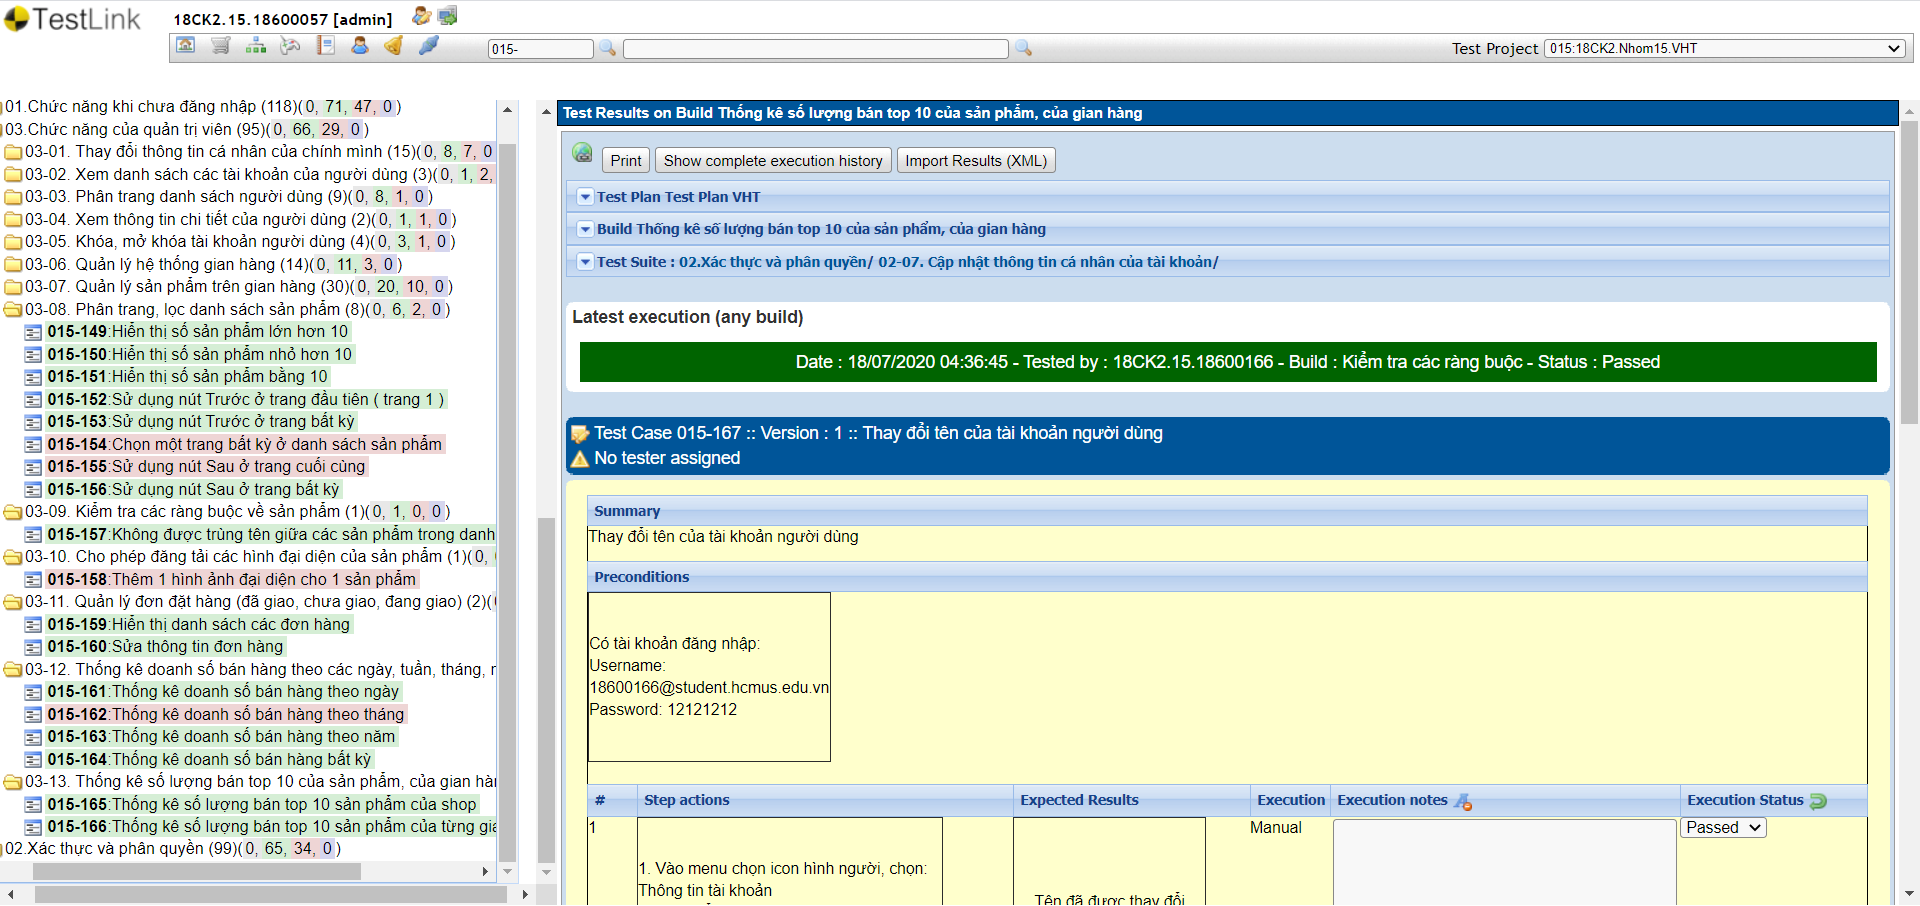 TestLink
18CK2.15.18600057 [admin]
015-
Test Project 015:18CK2.Nhom15.VHT
01.Chức năng khi chưa đăng nhập (118)(0, 71, 47, 0)
03.Chức năng của quản trị viên (95)(0, 66, 29, 0)
03-01. Thay đổi thông tin cá nhân của chính mình (15)(0, 8, 7, 0
03-02. Xem danh sách các tài khoản của người dùng (3)(0, 1, 2,
03-03. Phân trang danh sách người dùng (9)(0, 8, 1, 0)
03-04. Xem thông tin chi tiết của người dùng (2)(0, 1, 1, 0)
03-05. Khóa, mở khóa tài khoản người dùng (4)(0, 3, 1, 0)
03-06. Quản lý hệ thống gian hàng (14)(0, 11, 3, 0)
03-07. Quản lý sản phẩm trên gian hàng (30)(0, 20, 10, 0)
03-08. Phân trang, lọc danh sách sản phẩm (8)(0, 6, 2, 0)
015-149:Hiển thị số sản phẩm lớn hơn 10
015-150:Hiển thị số sản phẩm nhỏ hơn 10
015-151:Hiển thị số sản phẩm bằng 10
015-152:Sử dụng nút Trước ở trang đầu tiên ( trang 1 )
015-153:Sử dụng nút Trước ở trang bất kỳ
015-154:Chọn một trang bất kỳ ở danh sách sản phẩm
015-155:Sử dụng nút Sau ở trang cuối cùng
015-156:Sử dụng nút Sau ở trang bất kỳ
03-09. Kiểm tra các ràng buộc về sản phẩm (1)(0, 1, 0, 0)
015-157:Không được trùng tên giữa các sản phẩm trong danh
03-10. Cho phép đăng tải các hình đại diện của sản phẩm (1)(0,
015-158:Thêm 1 hình ảnh đại diện cho 1 sản phẩm
03-11. Quản lý đơn đặt hàng (đã giao, chưa giao, đang giao) (2)(
015-159:Hiển thị danh sách các đơn hàng
015-160:Sửa thông tin đơn hàng
03-12. Thống kê doanh số bán hàng theo các ngày, tuần, tháng,
015-161:Thống kê doanh số bán hàng theo ngày
015-162:Thống kê doanh số bán hàng theo tháng
015-163:Thống kê doanh số bán hàng theo năm
015-164:Thống kê doanh số bán hàng bất kỳ
03-13. Thống kê số lượng bán top 10 của sản phẩm, của gian
015-165:Thống kê số lượng bán top 10 sản phẩm của shop
015-166:Thống kê số lượng bán top 10 sản phẩm của từng
02.Xác thực và phân quyền (99)(0, 65, 34, 0)
Test Results on Build Thống kê số lượng bán top 10 của sản phẩm, của gian hàng
Print Show complete execution history Import Results (XML)
Test Plan Test Plan VHT
Build Thống kê số lượng bán top 10 của sản phẩm, của gian hàng
Test Suite : 02.Xác thực và phân quyền/ 02-07. Cập nhật thông tin cá nhân của tài khoản/
Latest execution (any build)
Date : 18/07/2020 04:36:45 - Tested by : 18CK2.15.18600166 - Build : Kiểm tra các ràng buộc - Status : Passed
Test Case 015-167 :: Version : 1 :: Thay đổi tên của tài khoản người dùng
No tester assigned
Summary
Thay đổi tên của tài khoản người dùng
Preconditions
Có tài khoản đăng nhập:
Username:
18600166@student.hcmus.edu.vn
Password: 12121212
# Step actions Expected Results Execution Execution notes Execution Status
1 Manual Passed
1. Vào menu chọn icon hình người, chọn:
Thông tin tài khoản
Tên đã được thay đổi